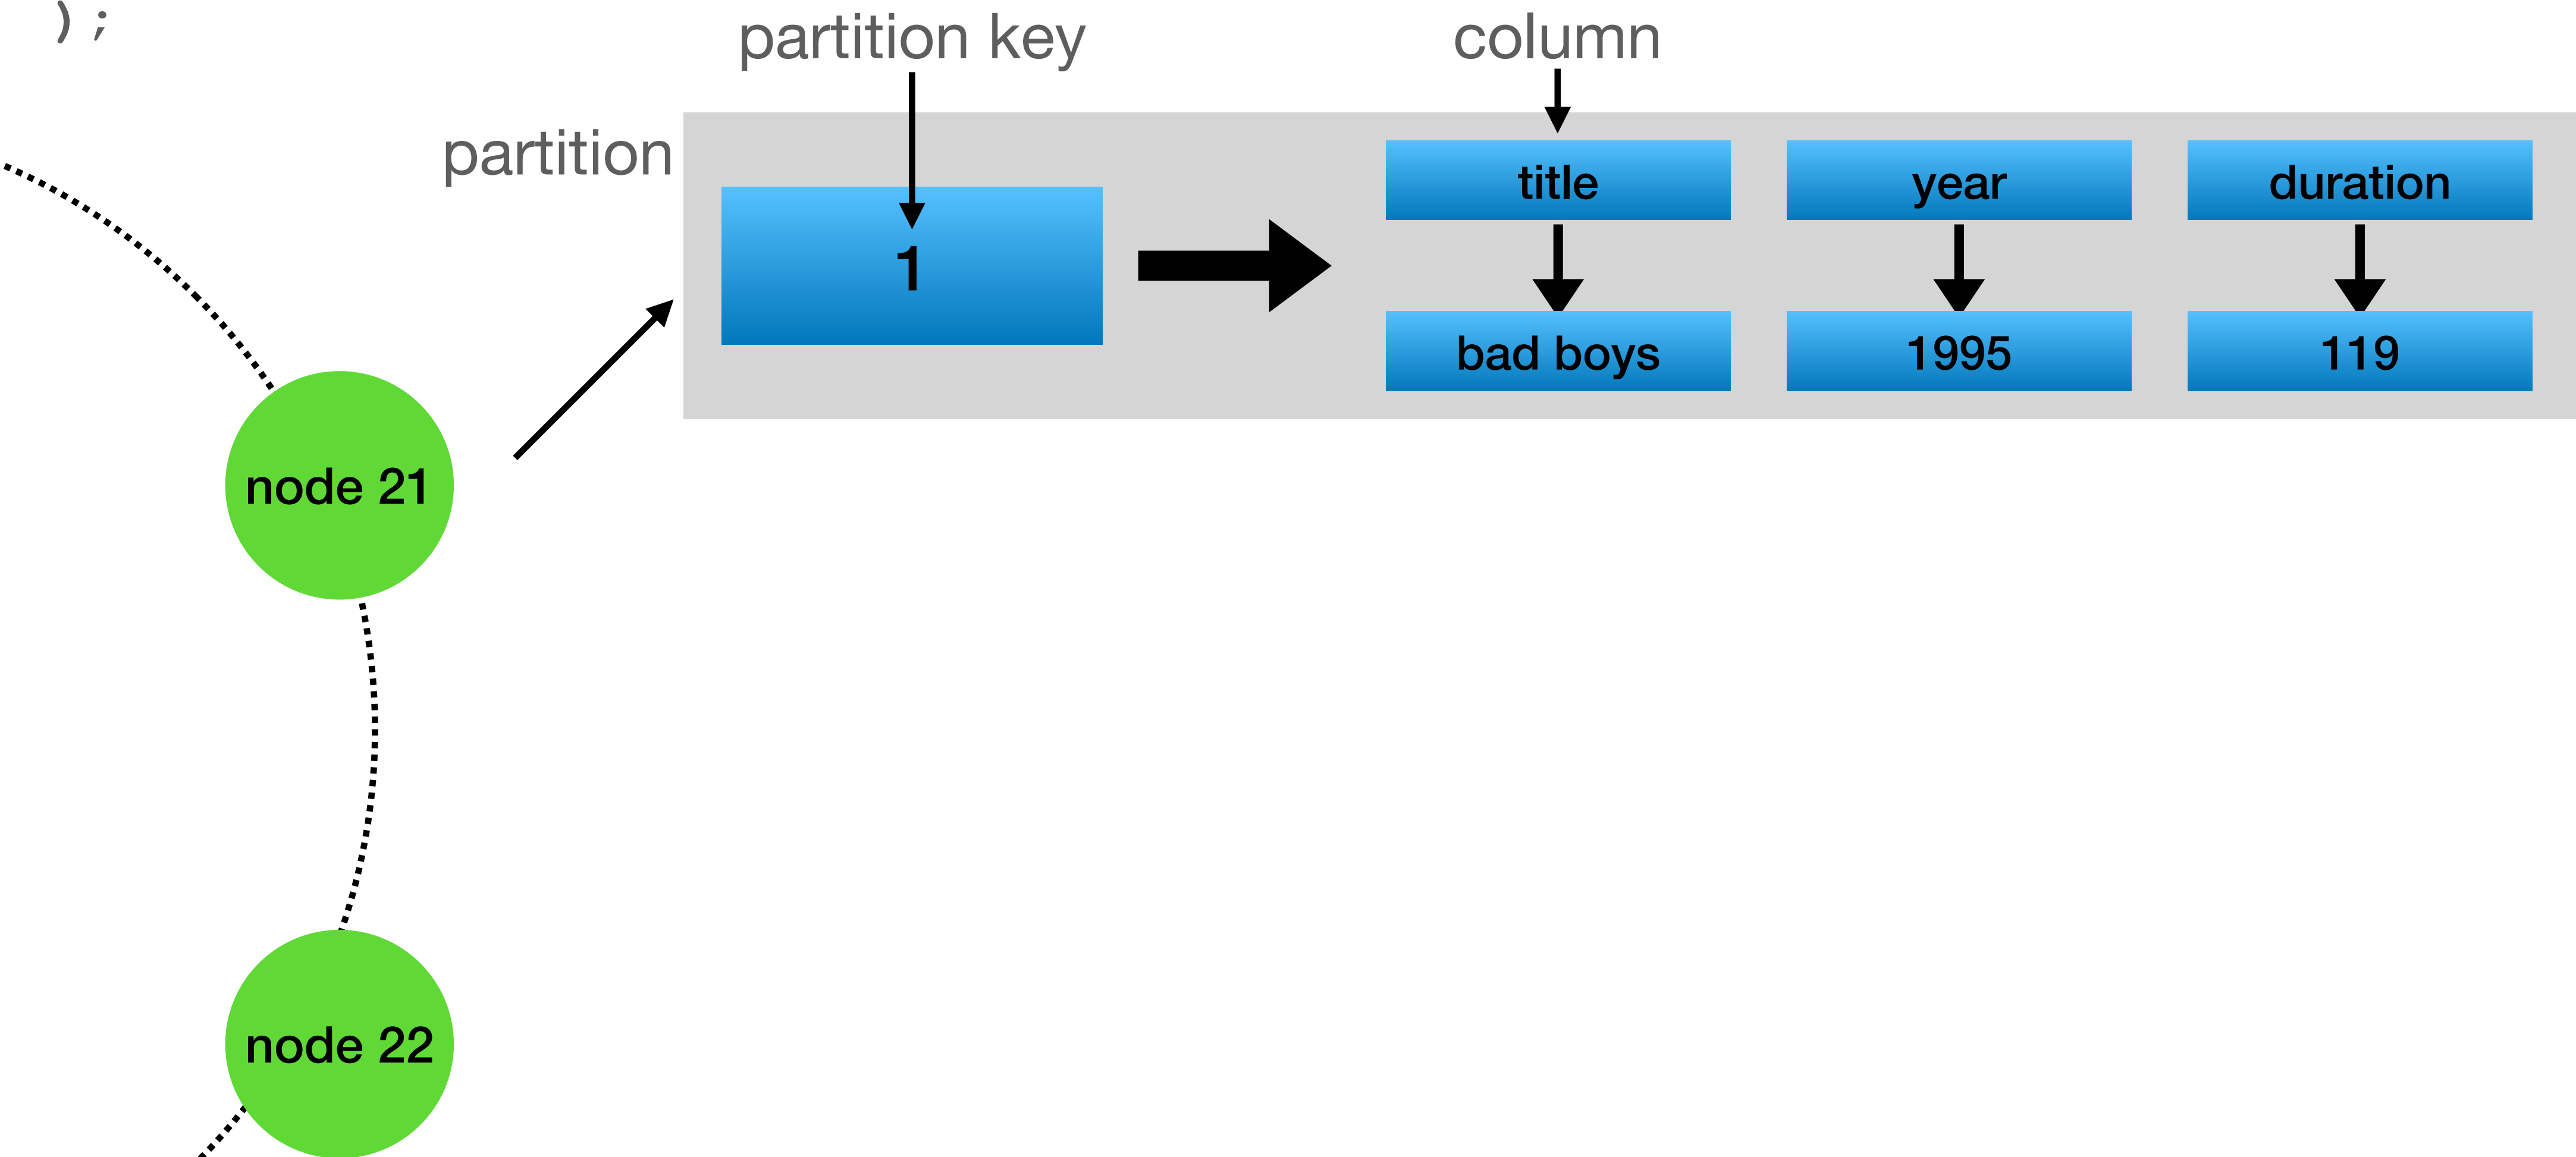 );
partition key
column
partition
title
year
duration
1
bad boys
1995
119
node 21
node 22